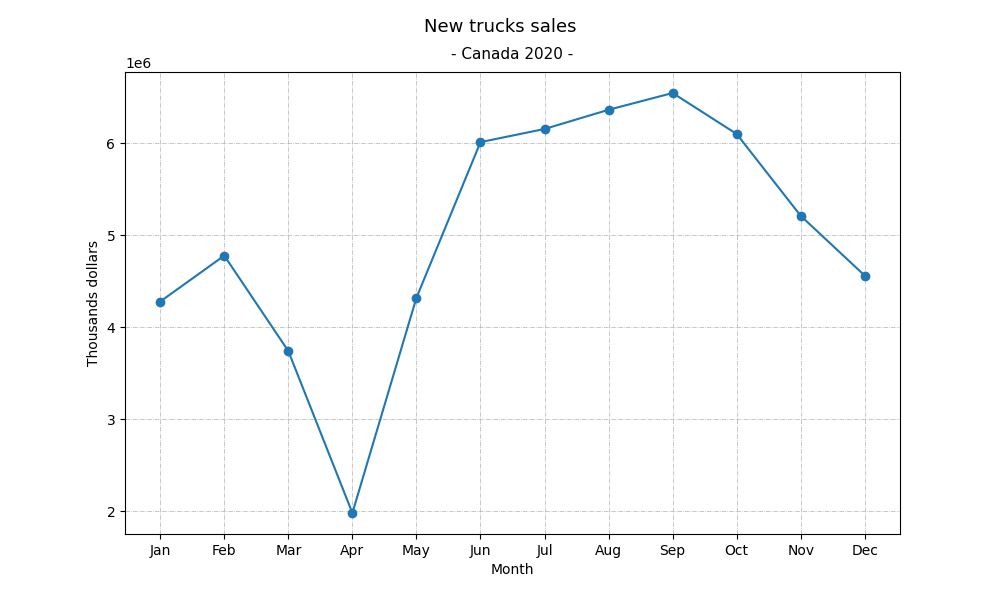 New trucks sales
- Canada 2020 -
1e6
6
5
4
3
2
Thousands dollars
Jan Feb Mar Apr May Jun Jul Aug Sep Oct Nov Dec
Month